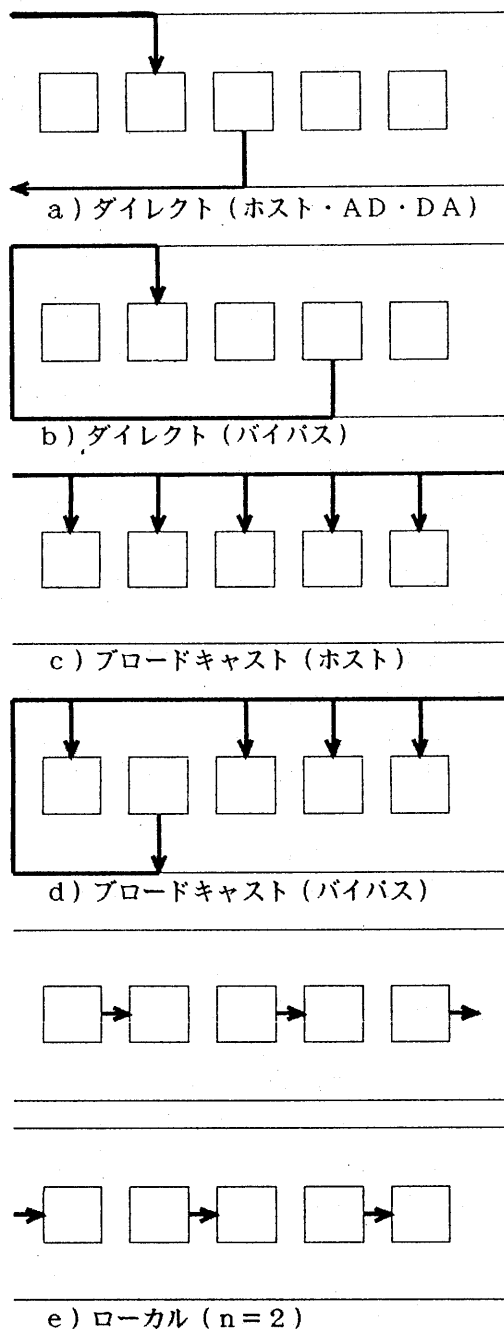 a）ダイレクト（ホスト・AD・DA）
b）ダイレクト（バイパス）
c）ブロードキャスト（ホスト）
d）ブロードキャスト（バイパス）
e）ローカル（n＝2）